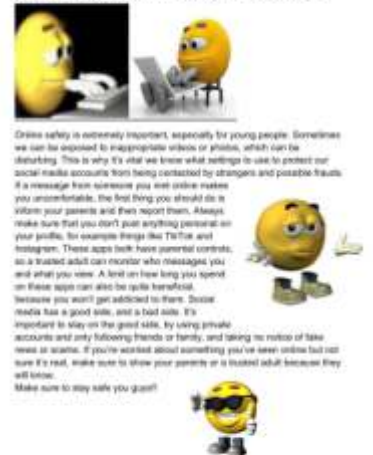 Online safety is extremely important, especially for young people. Sometimes
we can be exposed to inappropriate videos or photos, which can be
disturbing. This is why it's vital we know what settings to use to protect our
social media accounts from being contacted by strangers and possible frauds.
If a message from someone you met online makes
you uncomfortable, the first thing you should do is
inform your parents and then report them. Always
make sure that you don't post anything personal on
your profile, for example things like TikTok and
Instagram. These apps both have parental controls,
so a trusted adult can monitor who messages you
and what you view. A limit on how long you spend
on these apps can also be quite beneficial,
because you won't get addicted to them. Social
media has a good side, and a bad side. It's
important to stay on the good side, by using private
accounts and only following friends or family, and taking no notice of fake
news or scams. If you're worried about something you've seen online but not
sure it's real, make sure to show your parents or a trusted adult because they
will know.
Make sure to stay safe you guys!!